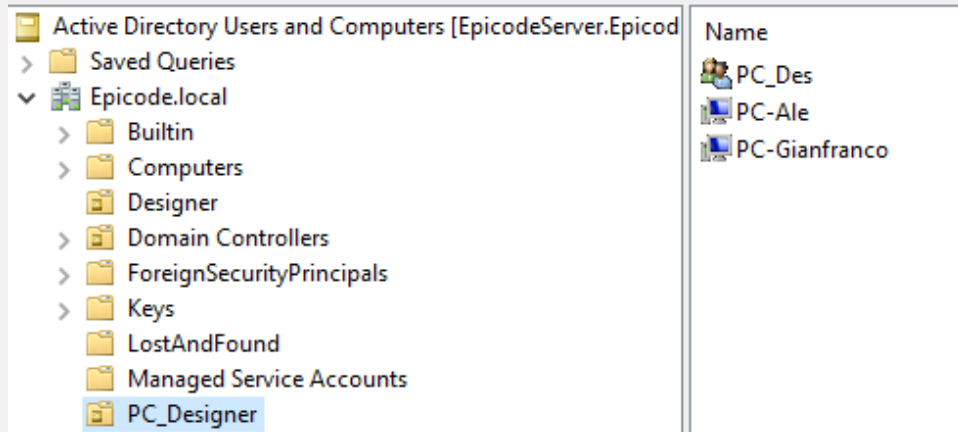 Active Directory Users and Computers [EpicodeServer.Epicod
Saved Queries
Epicode.local
Builtin
Computers
Designer
Domain Controllers
ForeignSecurityPrincipals
Keys
LostAndFound
Managed Service Accounts
PC_Designer
Name
PC_Des
PC-Ale
PC-Gianfranco